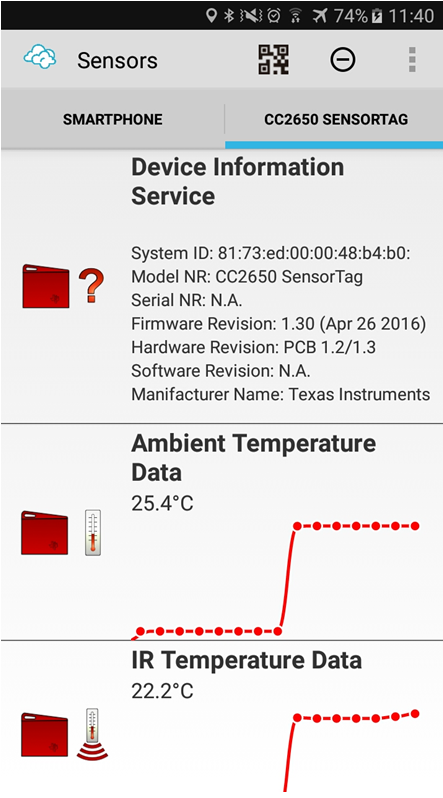 74% 11:40
Sensors
SMARTPHONE CC2650 SENSORTAG
Device Information
Service
System ID: 81:73:ed:00:00:48:b4:b0:
Model NR: CC2650 SensorTag
Serial NR: N.A.
Firmware Revision: 1.30 (Apr 26 2016)
Hardware Revision: PCB 1.2/1.3
Software Revision: N.A.
Manifacturer Name: Texas Instruments
Ambient Temperature
Data
25.4°C
IR Temperature Data
22.2°C